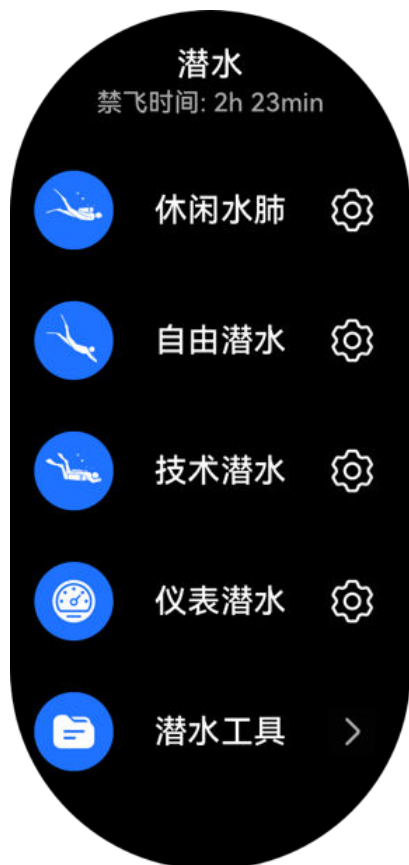 潜水
禁飞时间: 2h 23min
休闲水肺
自由潜水
技术潜水
仪表潜水
潜水工具